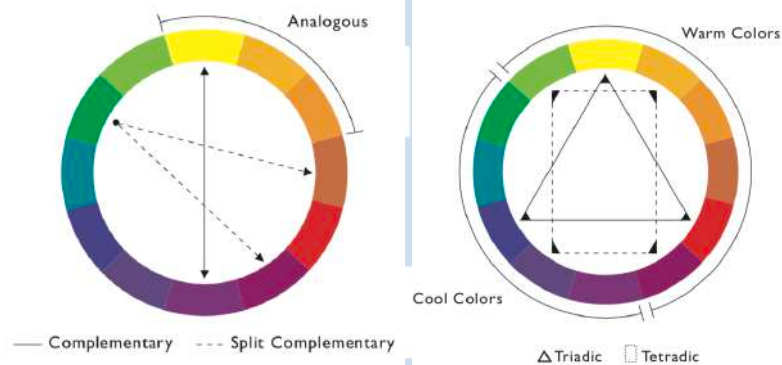 Analogous
Complementary
Split Complementary
Warm Colors
Cool Colors
Triadic
Tetradic